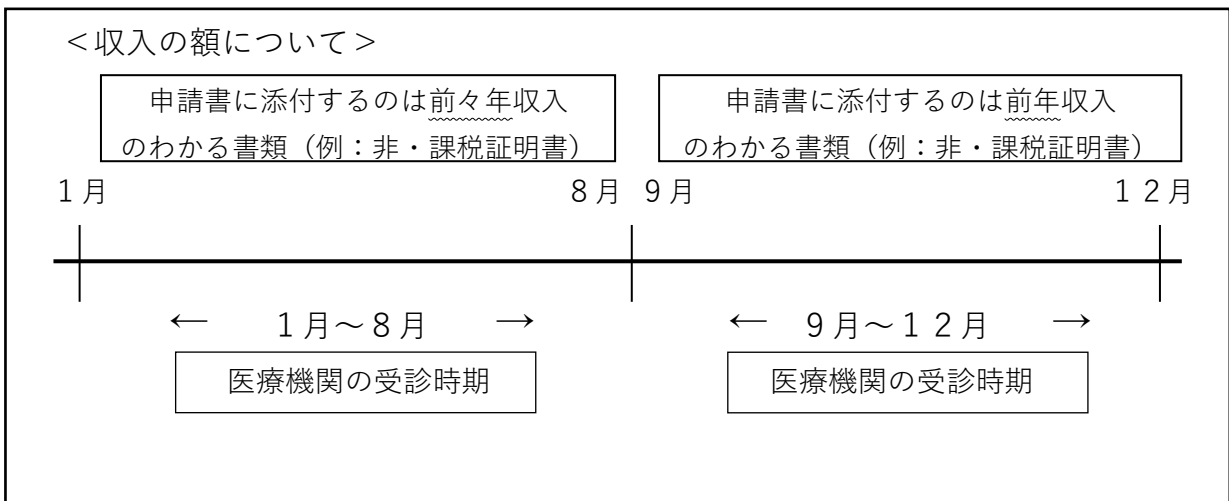 ＜収入の額について＞
申請書に添付するのは前々年収入
のわかる書類（例：非・課税証明書）
申請書に添付するのは前年収入
のわかる書類（例：非・課税証明書）
１月
８月
９月
１２月
← １月～８月 →
← ９月～１２月 →
医療機関の受診時期
医療機関の受診時期